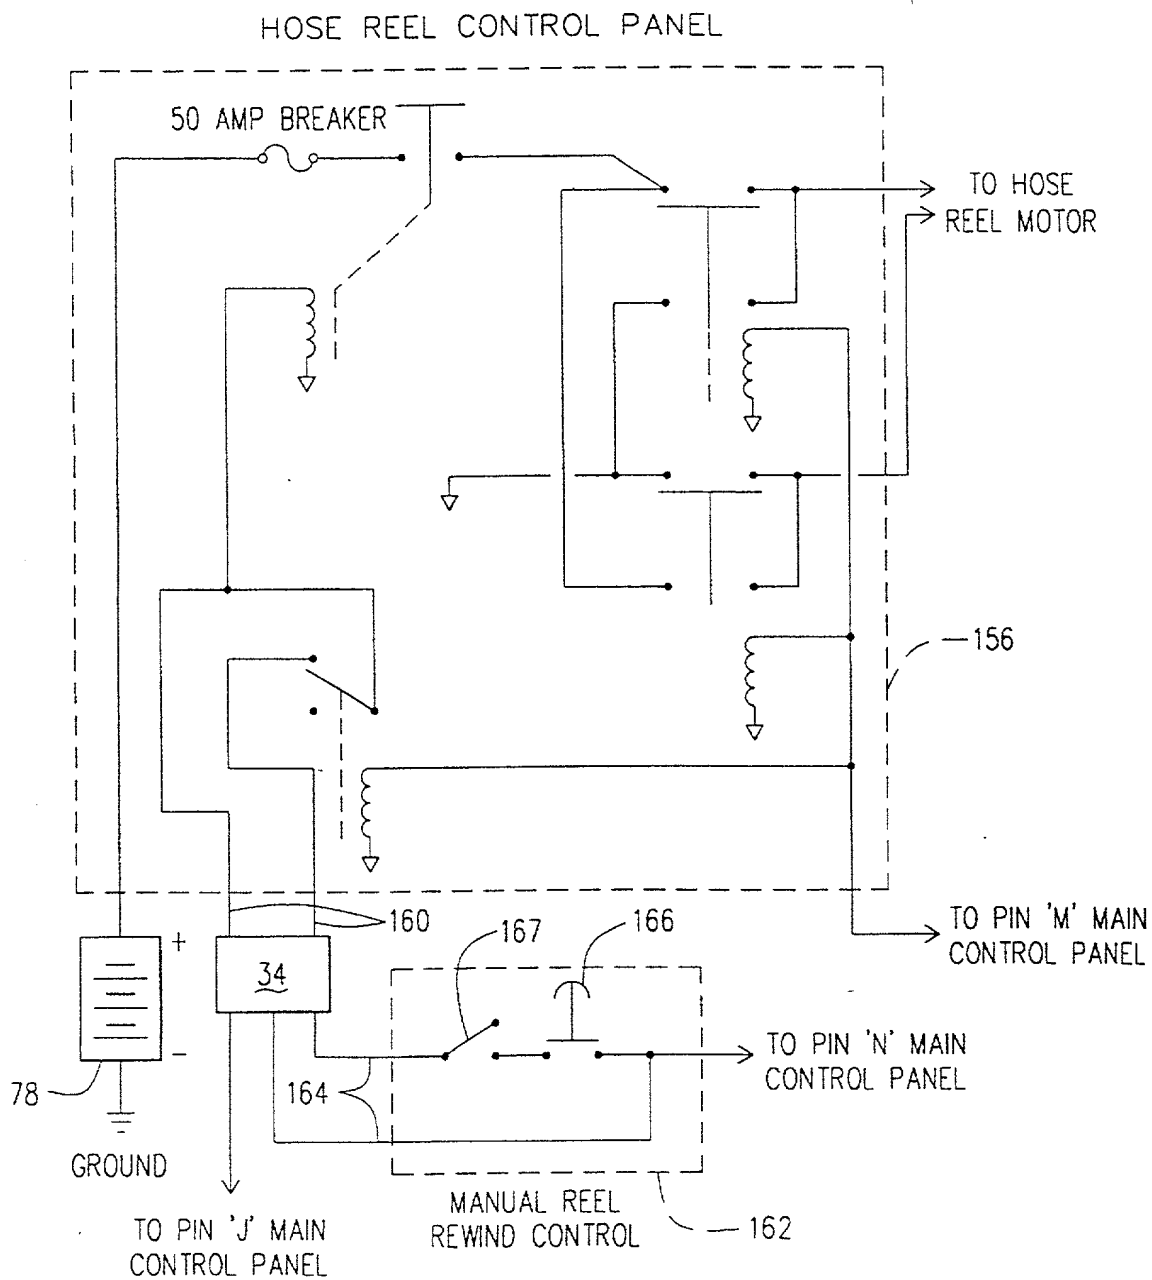 HOSE REEL CONTROL PANEL
50 AMP BREAKER
TO HOSE
REEL MOTOR
156
160
TO PIN 'M' MAIN
CONTROL PANEL
+
34
167
166
−
78
164
TO PIN 'N' MAIN
CONTROL PANEL
GROUND
MANUAL REEL
REWIND CONTROL
162
TO PIN 'J' MAIN
CONTROL PANEL